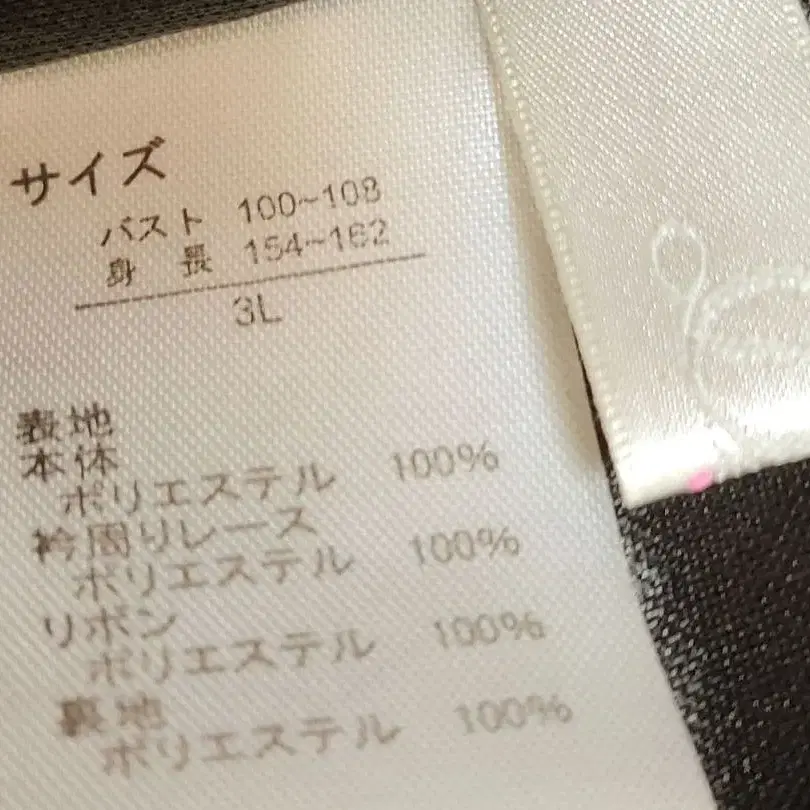 サイズ
バスト 100~108
身 長 154~162
3L
表地
本体
ポリエステル 100%
衿周りレース
ポリエステル 100%
リボン
ポリエステル 100%
裏地
ポリエステル 100%